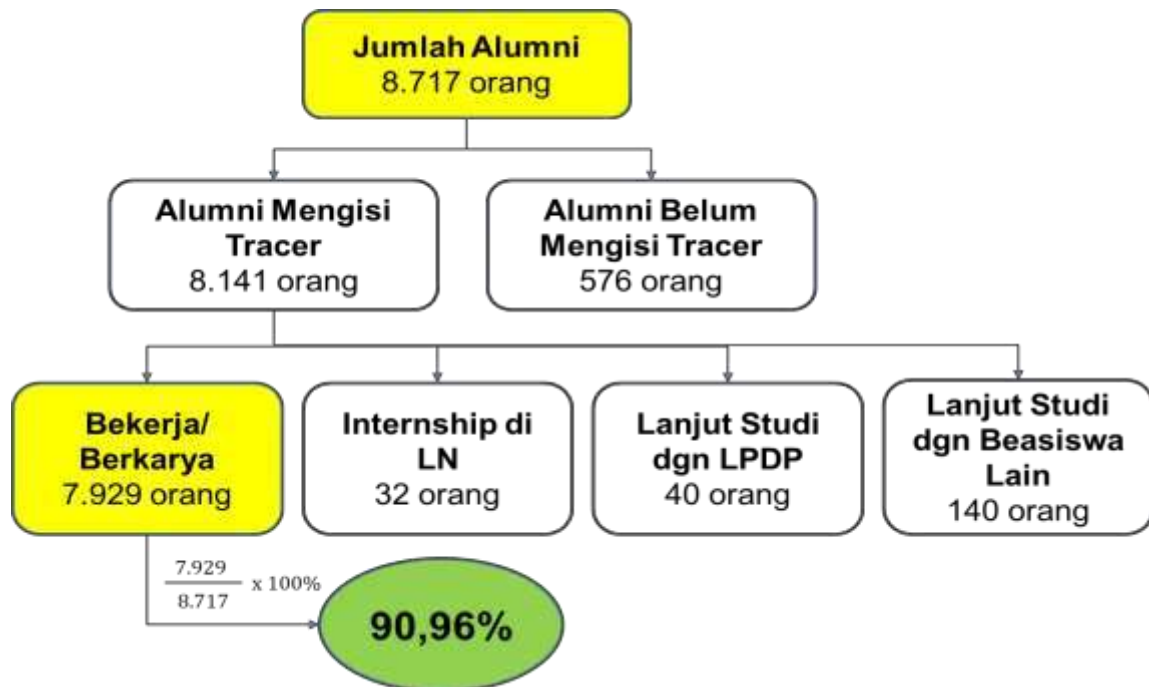 Jumlah Alumni
8.717 orang
Alumni Mengisi
Tracer
8.141 orang
Alumni Belum
Mengisi Tracer
576 orang
Bekerja/
Berkarya
7.929 orang
Internship di
LN
32 orang
Lanjut Studi
dgn LPDP
40 orang
Lanjut Studi
dgn Beasiswa
Lain
140 orang
7.929
8.717
x 100%
90,96%